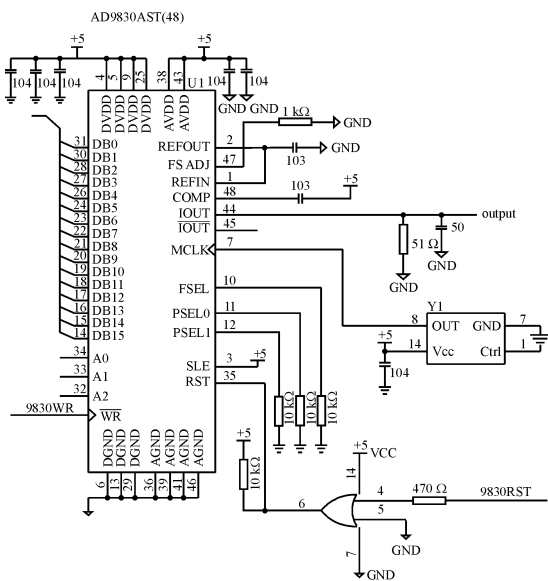 AD9830AST(48)
+5 +5
104 104 104 104 104
4 5 9 25 38 43 U1
GND GND
DVDD DVDD DVDD DVDD AVDD AVDD
1 kΩ GND
31 DB0
30 DB1
28 DB2
27 DB3
26 DB4
24 DB5
23 DB6
22 DB7
21 DB8
20 DB9
19 DB10
18 DB11
17 DB12
16 DB13
15 DB14
14 DB15
34 A0
33 A1
32 A2
9830WR WR
REFOUT 2 103 GND
FS ADJ 47
REFIN 1
COMP 48 103 +5
IOUT 44 output
IOUT 45
51 Ω 50
GND GND
MCLK 7
FSEL 10
PSEL0 11
PSEL1 12
SLE 3 +5
RST 35
Y1
8 OUT GND 7
14 Vcc Ctrl 1
+5
104
10 kΩ 10 kΩ 10 kΩ
DGND DGND DGND AGND AGND AGND AGND
6 13 29 36 39 41 46
+5
10 kΩ
+5 VCC
14
6 4 470 Ω 9830RST
5
GND
7
GND